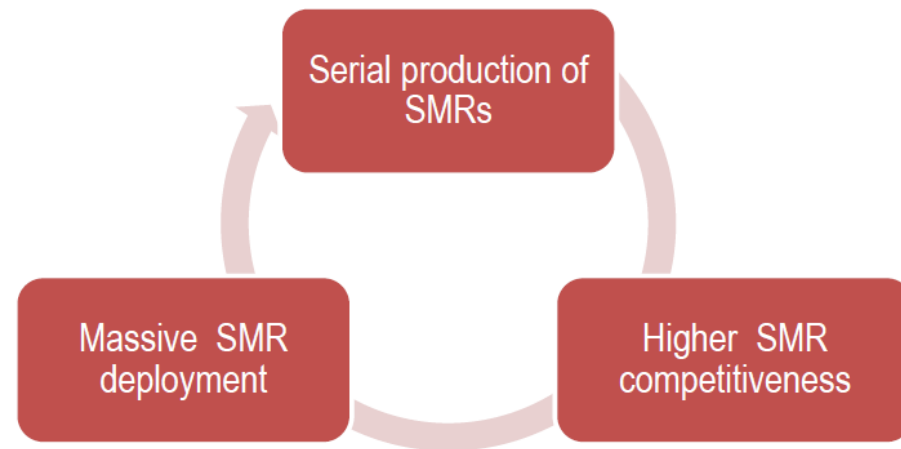 Serial production of
SMRs
Massive SMR
deployment
Higher SMR
competitiveness